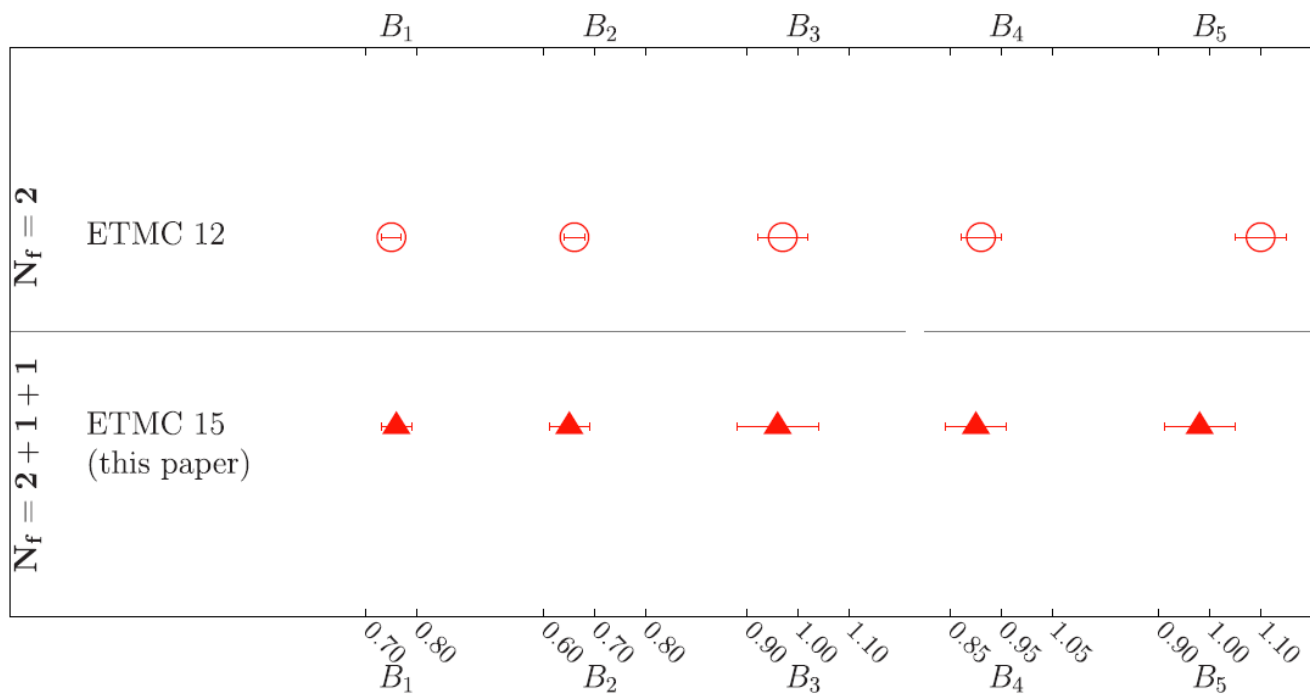 B₁ B₂ B₃ B₄ B₅
N_f = 2
ETMC 12
N_f = 2 + 1 + 1
ETMC 15
(this paper)
0.70 0.80 0.60 0.70 0.80 0.90 1.00 1.10 0.85 0.95 1.05 0.90 1.00 1.10
B₁ B₂ B₃ B₄ B₅